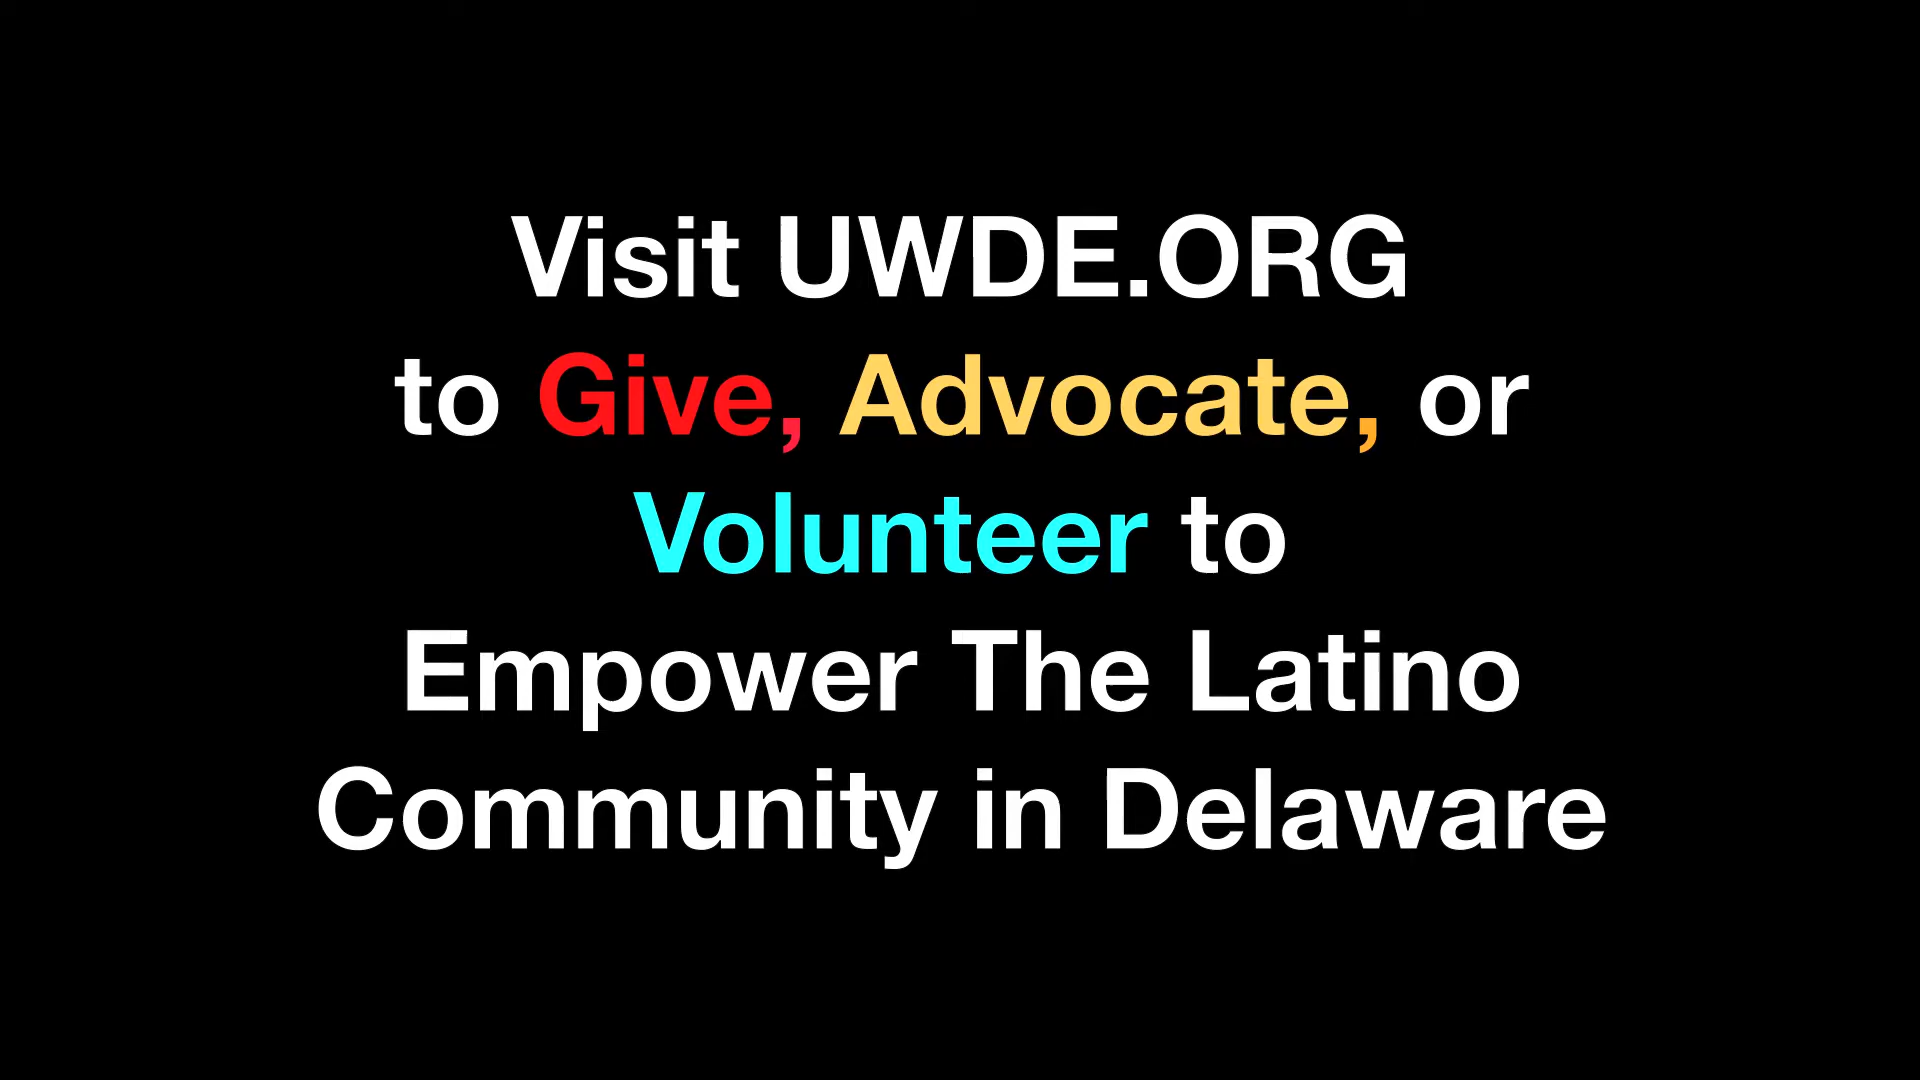 Visit UWDE.ORG
to Give, Advocate, or
Volunteer to
Empower The Latino
Community in Delaware